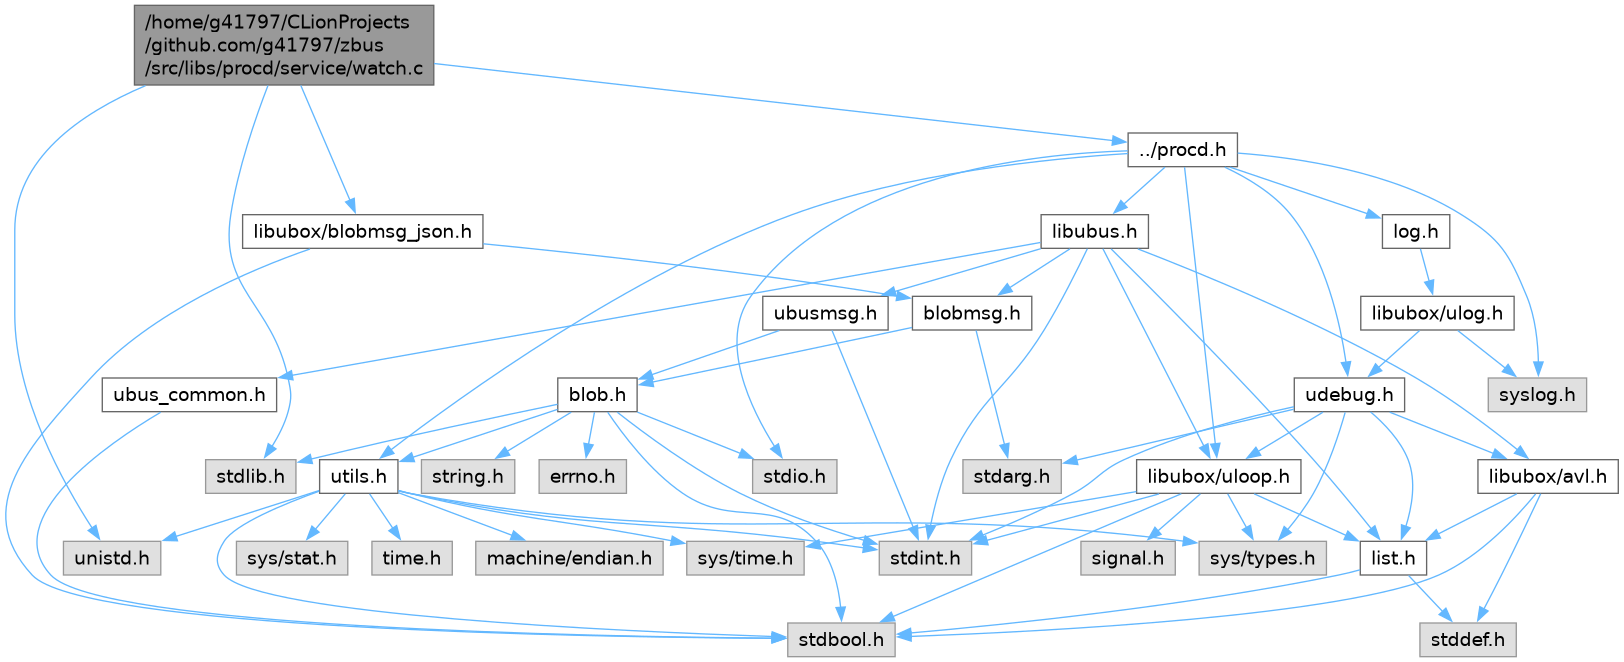 /home/g41797/CLionProjects
/github.com/g41797/zbus
/src/libs/procd/service/watch.c
../procd.h
libubox/blobmsg_json.h
libubus.h
log.h
ubusmsg.h
blobmsg.h
libubox/ulog.h
ubus_common.h
blob.h
udebug.h
syslog.h
stdlib.h
utils.h
string.h
errno.h
stdio.h
stdarg.h
libubox/uloop.h
libubox/avl.h
unistd.h
sys/stat.h
time.h
machine/endian.h
sys/time.h
stdint.h
signal.h
sys/types.h
list.h
stdbool.h
stddef.h